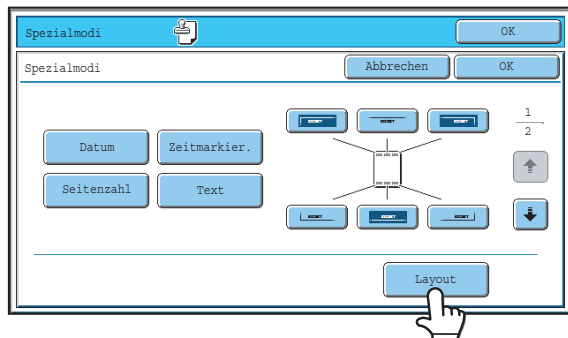 Spezialmodi OK
Spezialmodi Abbrechen OK
Datum Zeitmarkier.
Seitenzahl Text
1
2
Layout